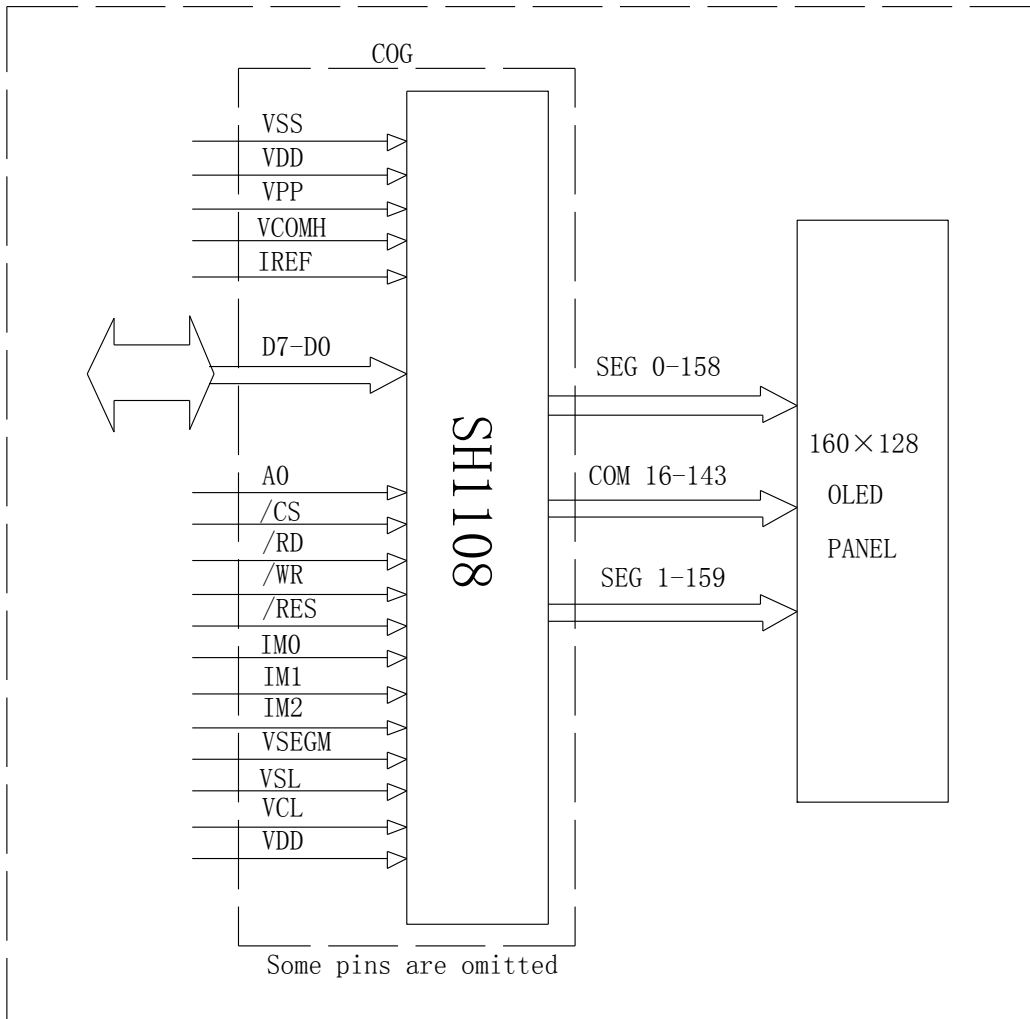 COG
VSS
VDD
VPP
VCOMH
IREF
D7-D0
A0
/CS
/RD
/WR
/RES
IM0
IM1
IM2
VSEGM
VSL
VCL
VDD
SH1108
SEG 0-158
COM 16-143
SEG 1-159
160×128
OLED
PANEL
Some pins are omitted